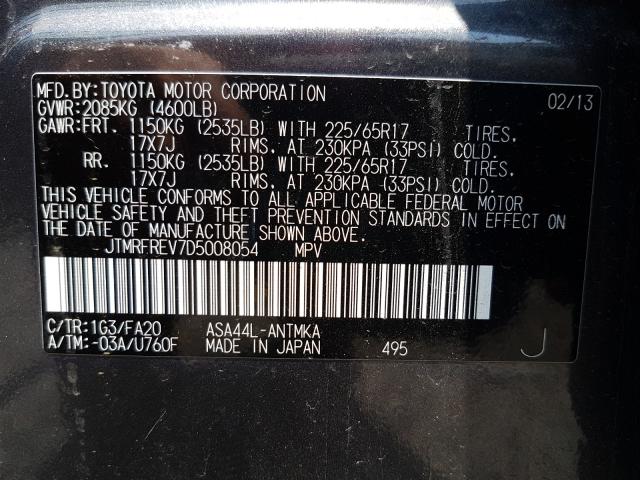 MFD.BY:TOYOTA MOTOR CORPORATION 02/13
GVWR:2085KG (4600LB)
GAWR:FRT. 1150KG (2535LB) WITH 225/65R17 TIRES,
17X7J RIMS, AT 230KPA (33PSI) COLD.
RR. 1150KG (2535LB) WITH 225/65R17 TIRES,
17X7J RIMS, AT 230KPA (33PSI) COLD.
THIS VEHICLE CONFORMS TO ALL APPLICABLE FEDERAL MOTOR
VEHICLE SAFETY AND THEFT PREVENTION STANDARDS IN EFFECT ON
THE DATE OF MANUFACTURE SHOWN ABOVE.
JTMRFREV7D5008054 MPV
C/TR:1G3/FA20 ASA44L-ANTMKA
A/TM:-03A/U760F MADE IN JAPAN 495 J